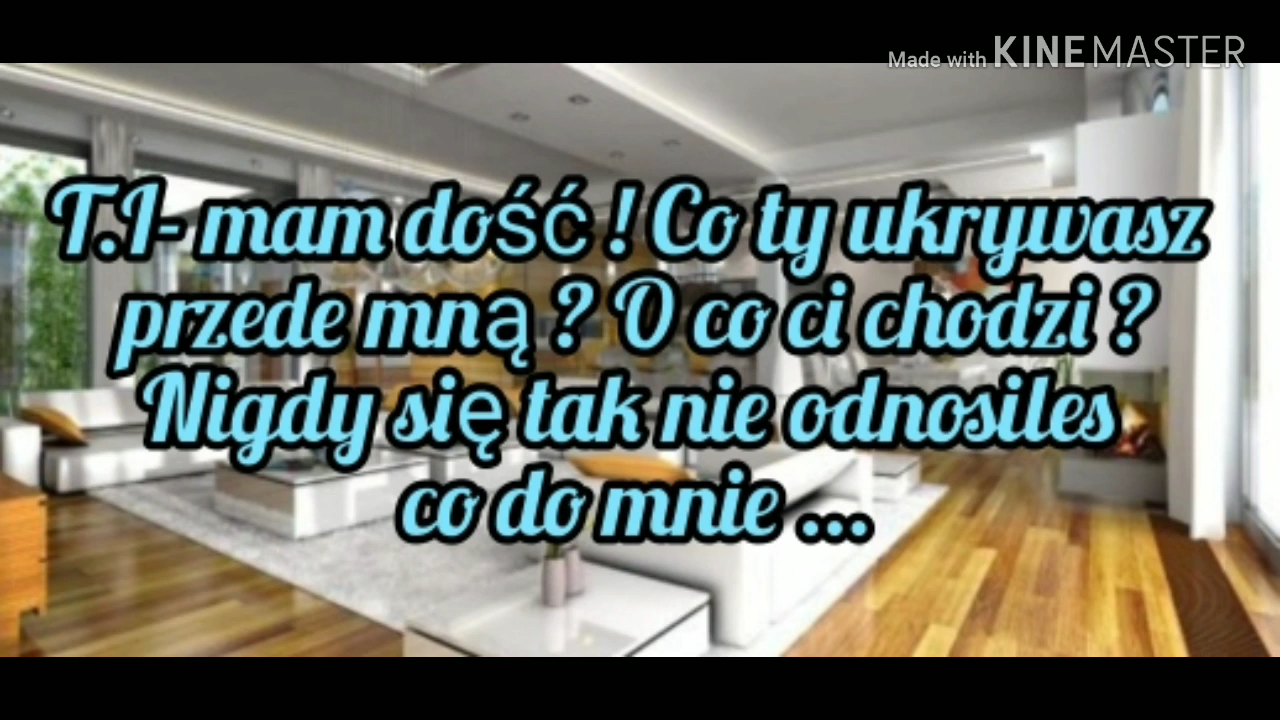 Made with KINEMASTER
T.I- mam dość ! Co ty ukrywasz
przede mną ? O co ci chodzi ?
Nigdy się tak nie odnosiles
co do mnie ...